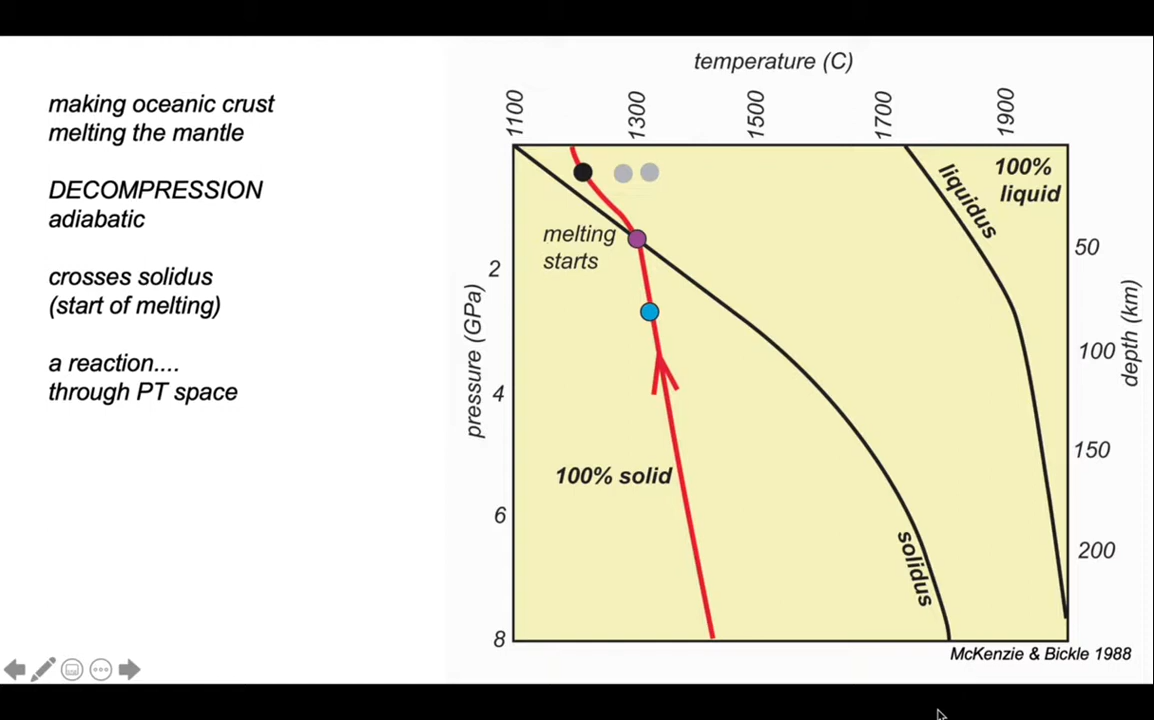 making oceanic crust
melting the mantle
DECOMPRESSION
adiabatic
crosses solidus
(start of melting)
a reaction....
through PT space
temperature (C)
1100
1300
1500
1700
1900
100%
liquid
liquidus
melting
starts
50
2
pressure (GPa)
depth (km)
100
4
150
100% solid
6
solidus
200
8
McKenzie & Bickle 1988